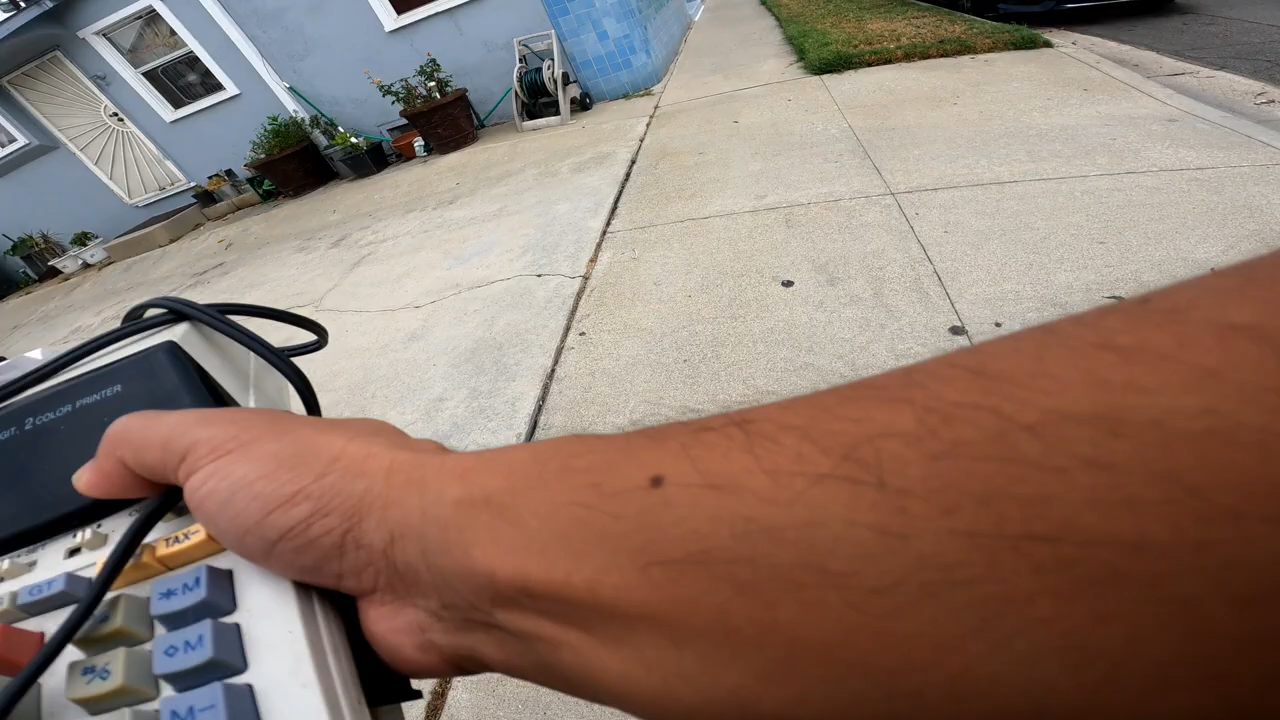 GIT, 2 COLOR PRINTER
TAX-
GT
*M
◇M
M-